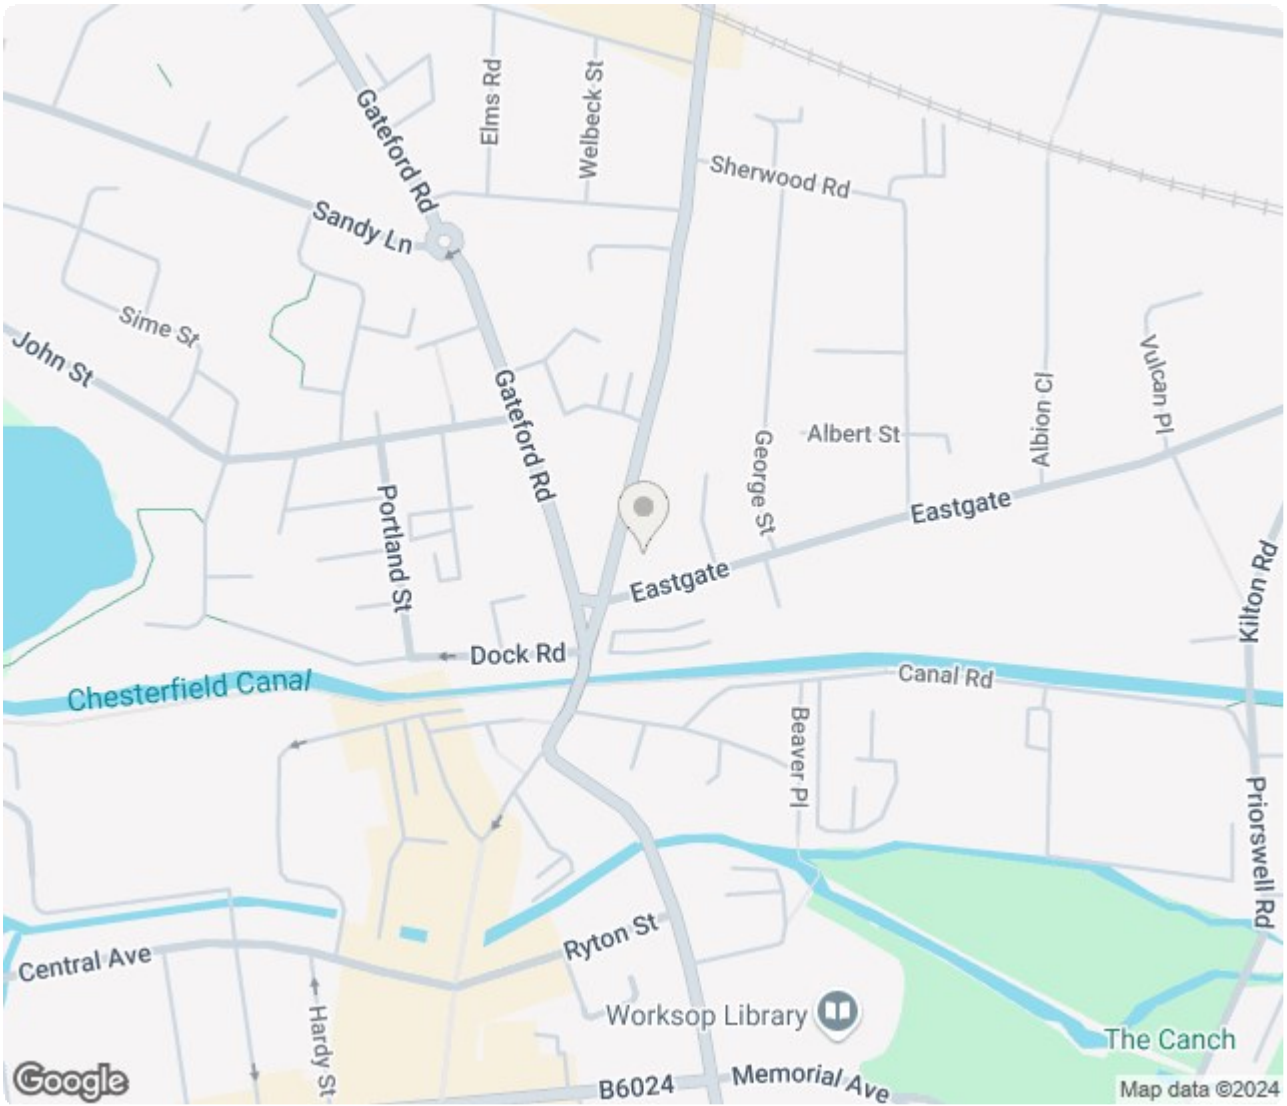 Elms Rd
Welbeck St
Gateford Rd
Sherwood Rd
Sandy Ln
Sime St
John St
Gateford Rd
Vulcan Pl
Albion Cl
Albert St
George St
Portland St
Eastgate
Eastgate
Kilton Rd
Dock Rd
Chesterfield Canal
Canal Rd
Beaver Pl
Priorswell Rd
Ryton St
Central Ave
Hardy St
Worksop Library
The Canch
B6024
Memorial Ave
Google
Map data ©2024